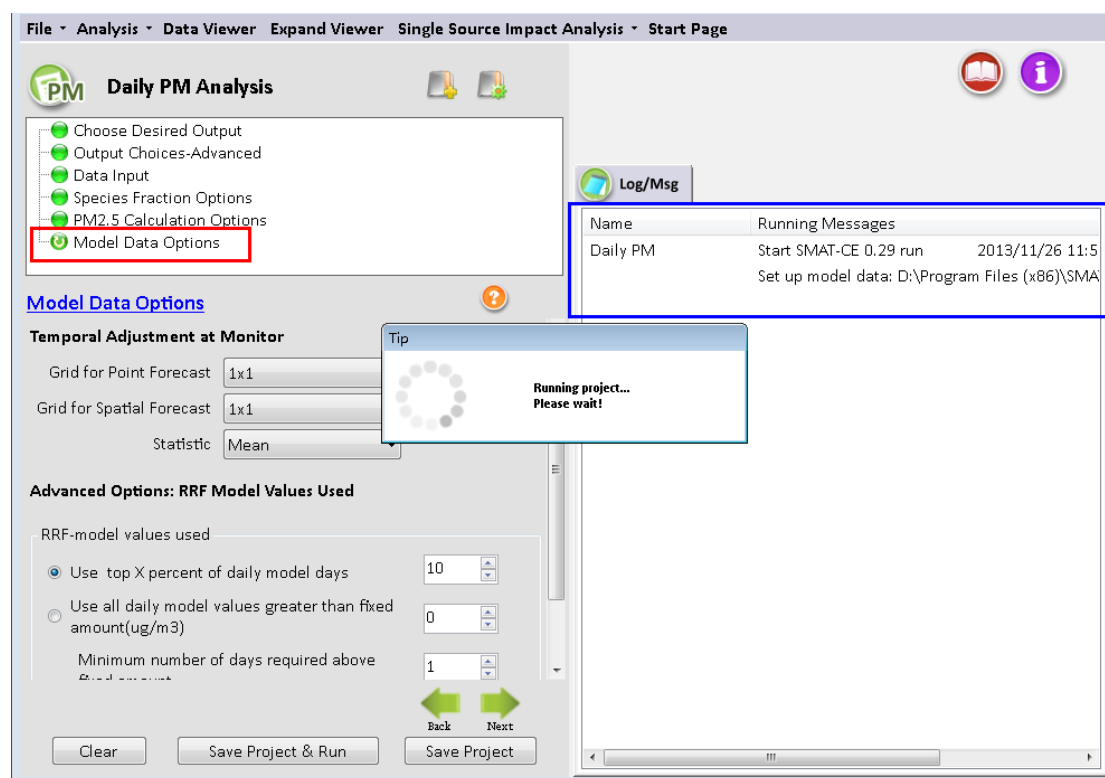 File Analysis Data Viewer Expand Viewer Single Source Impact Analysis Start Page
PM Daily PM Analysis
Choose Desired Output
Output Choices-Advanced
Data Input
Species Fraction Options
PM2.5 Calculation Options
Model Data Options
Model Data Options
Temporal Adjustment at Monitor
Grid for Point Forecast 1x1
Grid for Spatial Forecast 1x1
Statistic Mean
Advanced Options: RRF Model Values Used
RRF-model values used
Use top X percent of daily model days 10
Use all daily model values greater than fixed
amount(ug/m3) 0
Minimum number of days required above 1
fixed amount
Back Next
Clear Save Project & Run Save Project
i
Log/Msg
Name Running Messages
Daily PM Start SMAT-CE 0.29 run 2013/11/26 11:5
Set up model data: D:\Program Files (x86)\SMA
Tip
Running project...
Please wait!